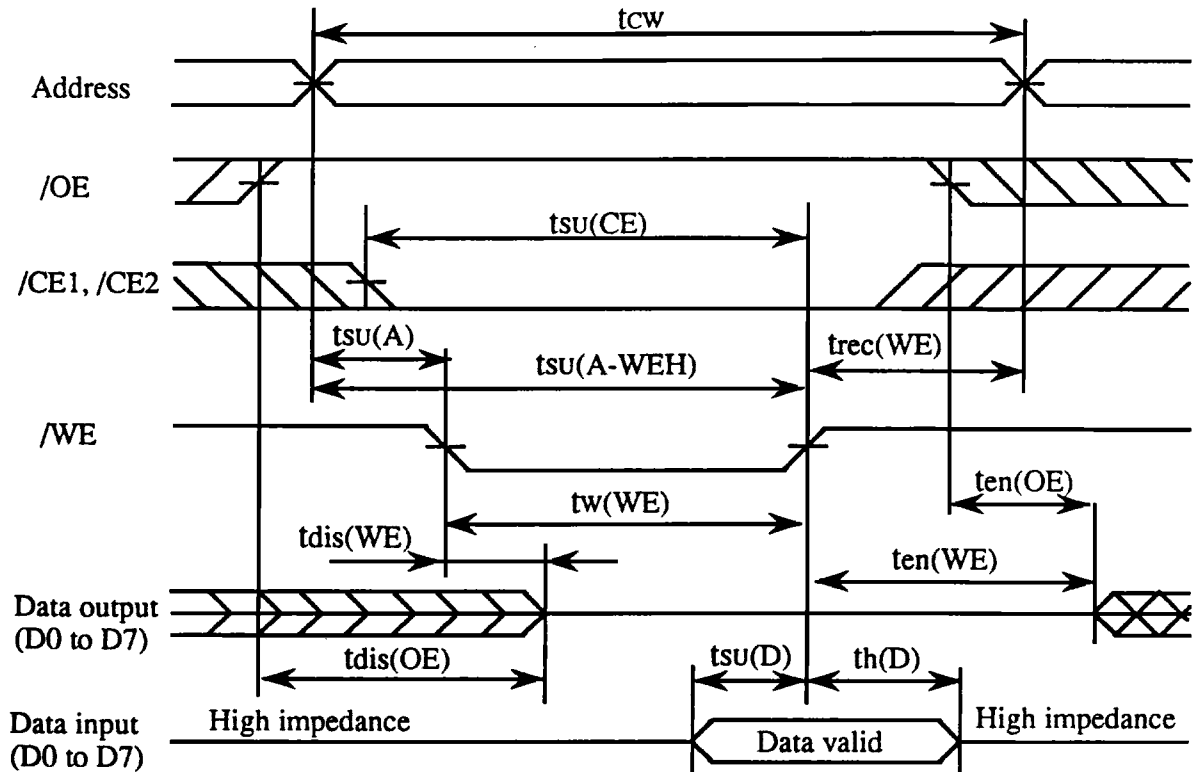 tCW
Address
/OE
tSU(CE)
/CE1, /CE2
tSU(A)
tSU(A-WEH)
trec(WE)
/WE
ten(OE)
tw(WE)
tdis(WE)
ten(WE)
Data output
(D0 to D7)
tdis(OE)
tSU(D)
th(D)
Data input
(D0 to D7)
High impedance
Data valid
High impedance